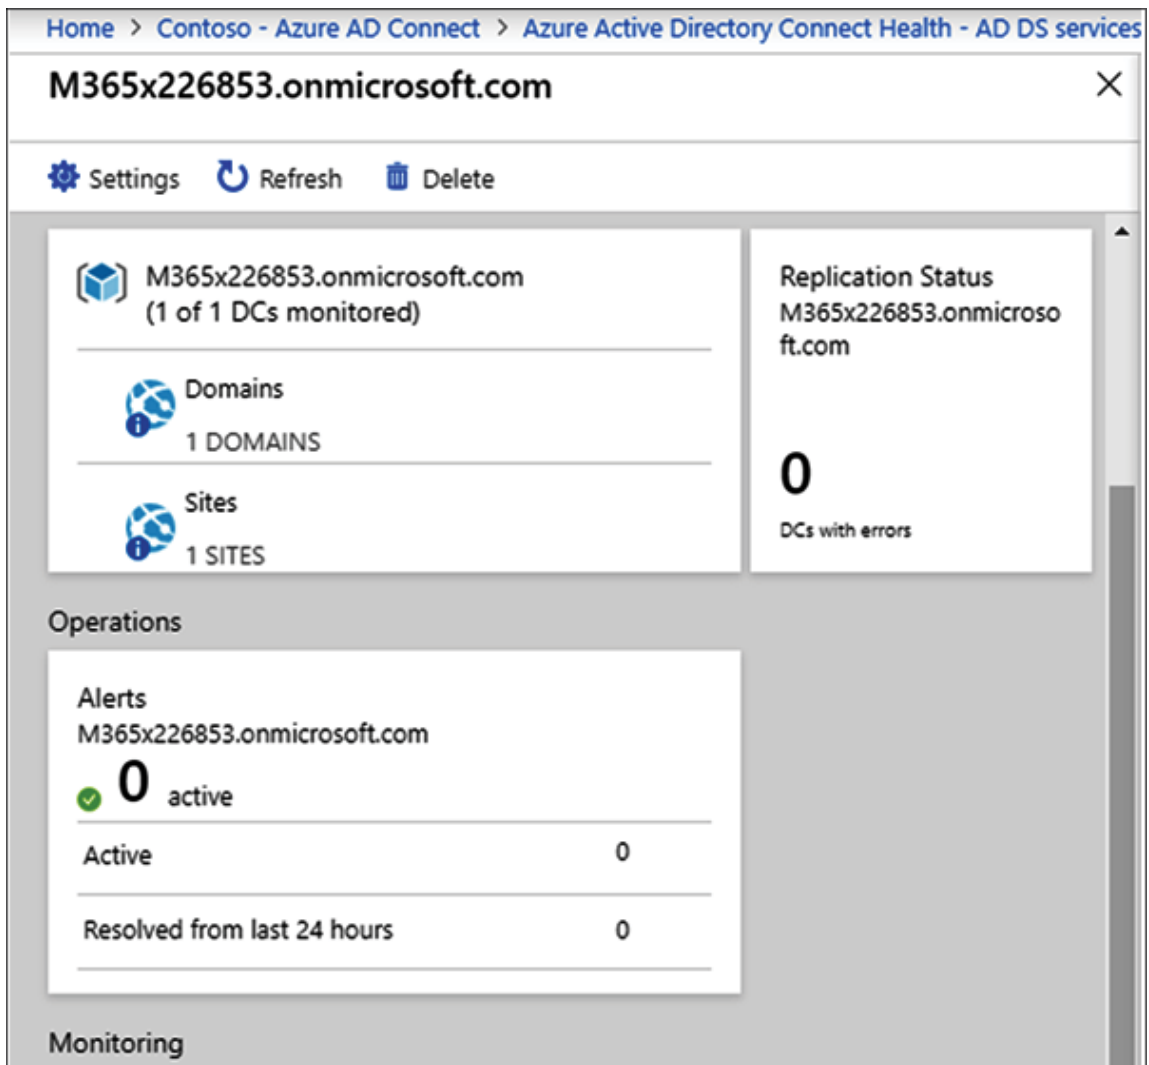 Home > Contoso - Azure AD Connect > Azure Active Directory Connect Health - AD DS services
M365x226853.onmicrosoft.com
Settings Refresh Delete
M365x226853.onmicrosoft.com
(1 of 1 DCs monitored)
Domains
1 DOMAINS
Sites
1 SITES
Replication Status
M365x226853.onmicroso
ft.com
0
DCs with errors
Operations
Alerts
M365x226853.onmicrosoft.com
0 active
Active 0
Resolved from last 24 hours 0
Monitoring